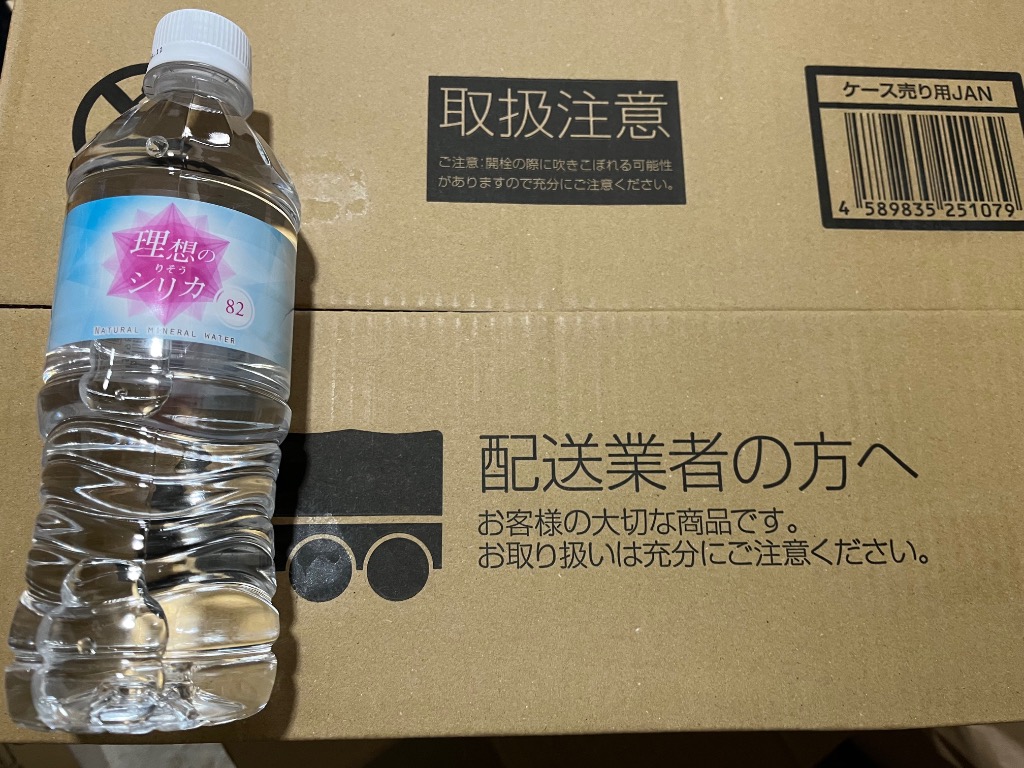 理想の
りそう
シリカ
82
NATURAL MINERAL WATER
取扱注意
ご注意:開栓の際に吹きこぼれる可能性
がありますので充分にご注意ください。
ケース売り用JAN
4 589835 251079
配送業者の方へ
お客様の大切な商品です。
お取り扱いは充分にご注意ください。